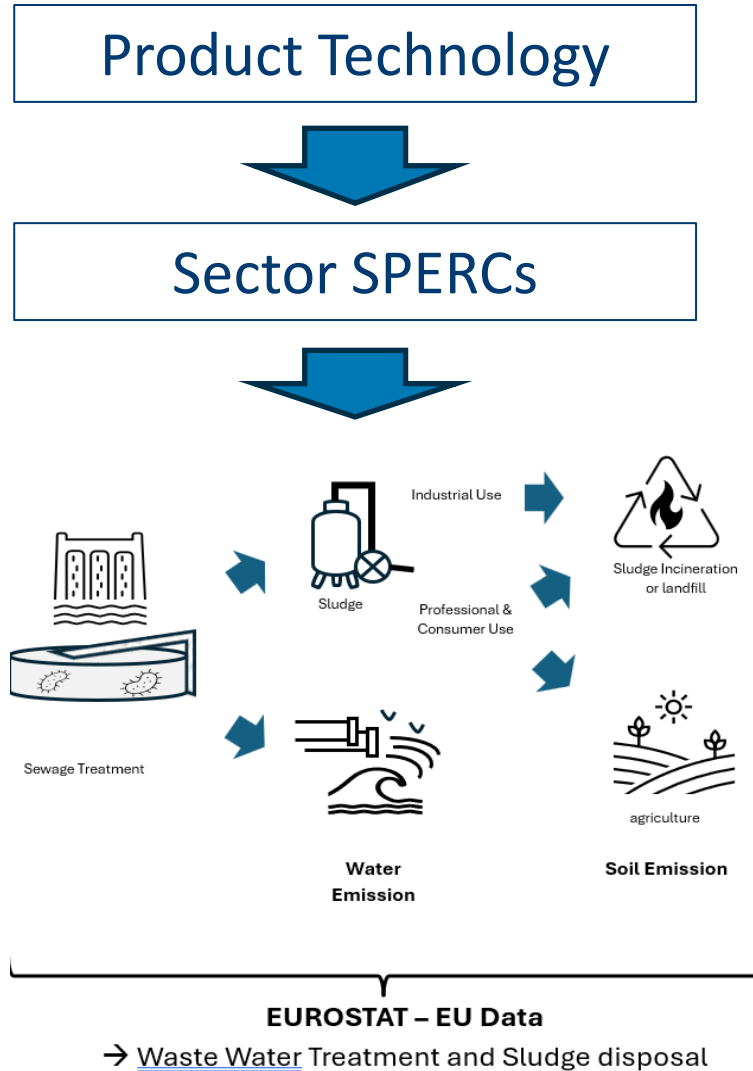 Product Technology
Sector SPERCs
Industrial Use
Sludge Incineration
or landfill
Sludge
Professional &
Consumer Use
Sewage Treatment
agriculture
Water
Emission
Soil Emission
EUROSTAT – EU Data
→ Waste Water Treatment and Sludge disposal